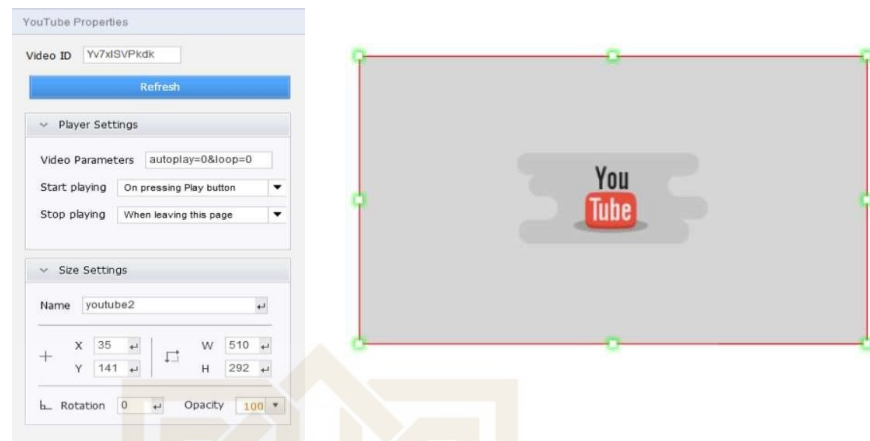 YouTube Properties
Video ID Yv7xISVPkdk
Refresh
Player Settings
Video Parameters autoplay=0&loop=0
Start playing On pressing Play button
Stop playing When leaving this page
Size Settings
Name youtube2
X 35 W 510
Y 141 H 292
Rotation 0 Opacity 100
You
Tube